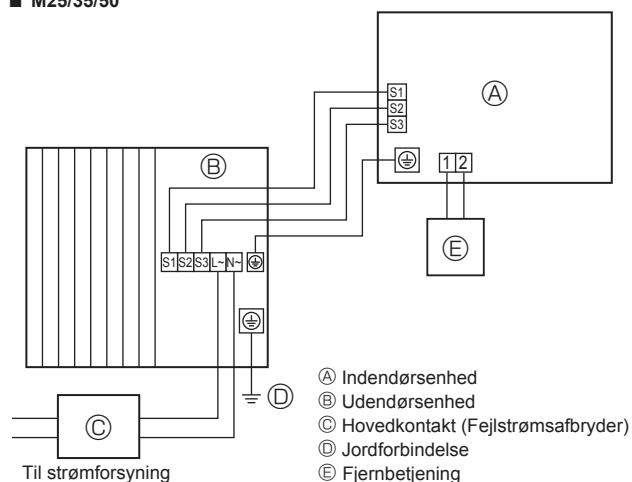 ■ M25/35/50
Ⓐ
S1
S2
S3
1 2
Ⓑ
S1 S2 S3 L~ N~
Ⓔ
Ⓓ
Ⓒ
Til strømforsyning
Ⓐ Indendørsenhed
Ⓑ Udendørsenhed
Ⓒ Hovedkontakt (Fejlstrømsafbryder)
Ⓓ Jordforbindelse
Ⓔ Fjernbetjening